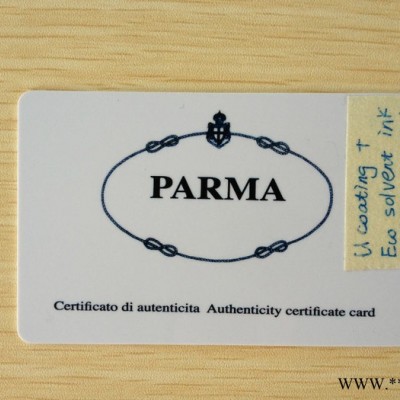 PARMA
Certificato di autenticita Authenticity certificate card
U coating +
Eco solvent ink
WWW.**